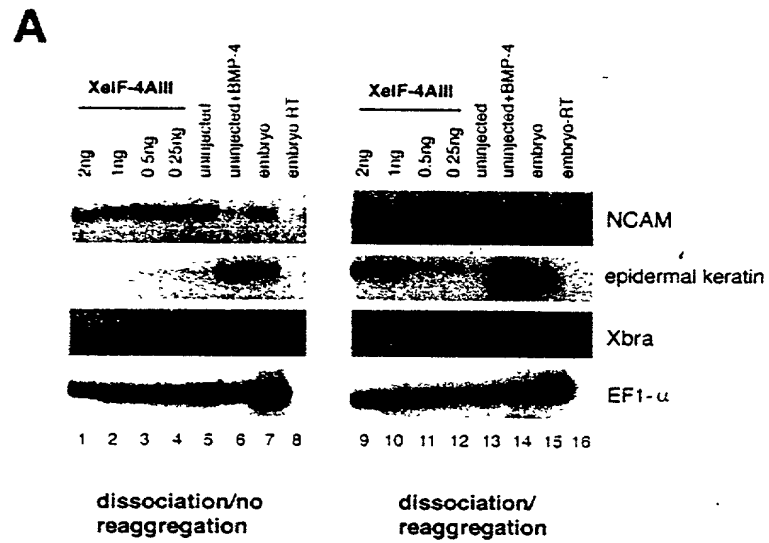 A
XeIF-4AIII
XeIF-4AIII
2ng
1ng
0.5ng
0.25ng
uninjected
uninjected+BMP-4
embryo
embryo RT
2ng
1ng
0.5ng
0.25ng
uninjected
uninjected+BMP-4
embryo
embryo-RT
NCAM
epidermal keratin
Xbra
EF1-α
1 2 3 4 5 6 7 8
9 10 11 12 13 14 15 16
dissociation/no
reaggregation
dissociation/
reaggregation